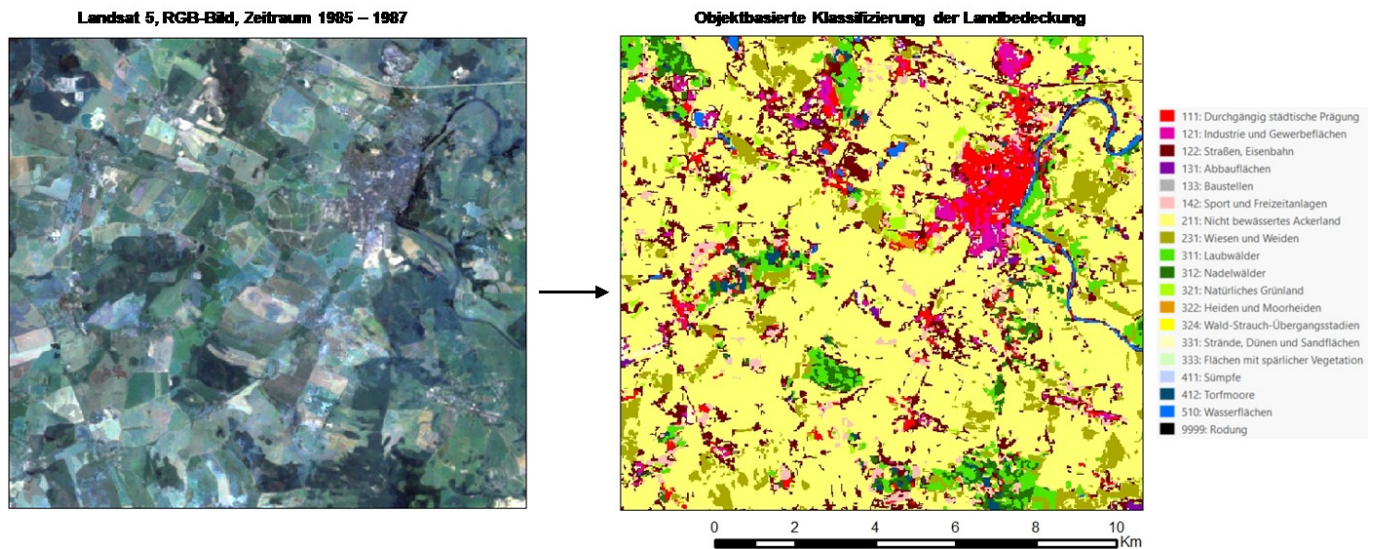 Landsat 5, RGB-Bild, Zeitraum 1985 – 1987
Objektbasierte Klassifizierung der Landbedeckung
111: Durchgängig städtische Prägung
121: Industrie und Gewerbeflächen
122: Straßen, Eisenbahn
131: Abbauflächen
133: Baustellen
142: Sport und Freizeitanlagen
211: Nicht bewässertes Ackerland
231: Wiesen und Weiden
311: Laubwälder
312: Nadelwälder
321: Natürliches Grünland
322: Heiden und Moorheiden
324: Wald-Strauch-Übergangsstadien
331: Strände, Dünen und Sandflächen
333: Flächen mit spärlicher Vegetation
411: Sümpfe
412: Torfmoore
510: Wasserflächen
9999: Rodung
0 2 4 6 8 10
Km